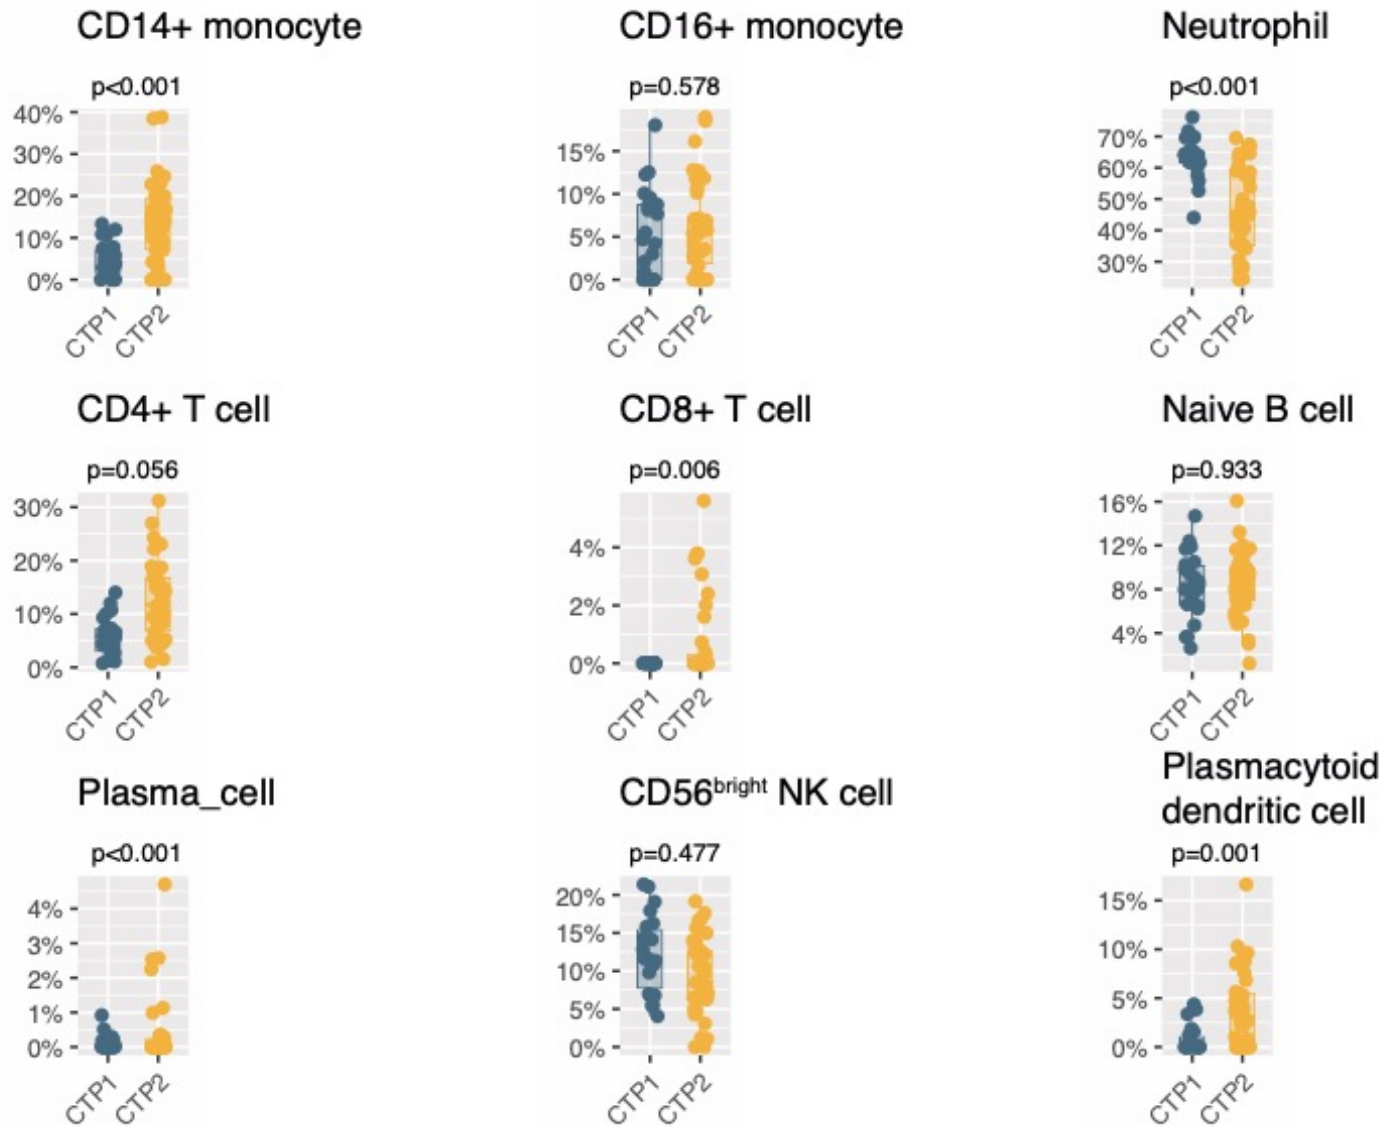 CD14+ monocyte
p<0.001
40%
30%
20%
10%
0%
CTP1
CTP2
CD16+ monocyte
p=0.578
15%
10%
5%
0%
CTP1
CTP2
Neutrophil
p<0.001
70%
60%
50%
40%
30%
CTP1
CTP2
CD4+ T cell
p=0.056
30%
20%
10%
0%
CTP1
CTP2
CD8+ T cell
p=0.006
4%
2%
0%
CTP1
CTP2
Naive B cell
p=0.933
16%
12%
8%
4%
CTP1
CTP2
Plasma_cell
p<0.001
4%
3%
2%
1%
0%
CTP1
CTP2
CD56bright NK cell
p=0.477
20%
15%
10%
5%
0%
CTP1
CTP2
Plasmacytoid
dendritic cell
p=0.001
15%
10%
5%
0%
CTP1
CTP2